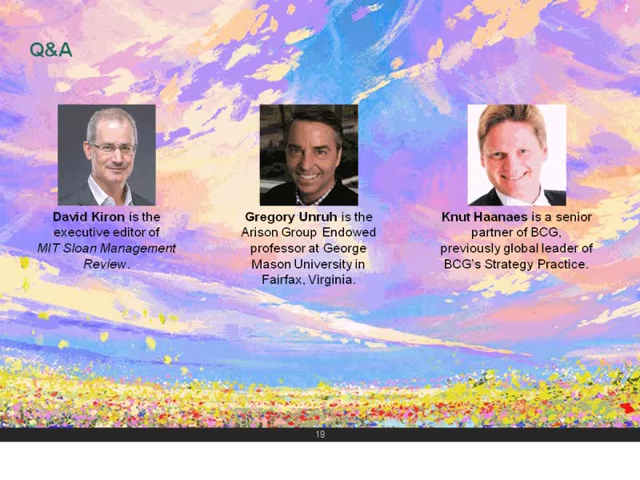 2
Q&A
David Kiron is the
executive editor of
MIT Sloan Management
Review.
Gregory Unruh is the
Arison Group Endowed
professor at George
Mason University in
Fairfax, Virginia.
Knut Haanaes is a senior
partner of BCG,
previously global leader of
BCG's Strategy Practice.
19